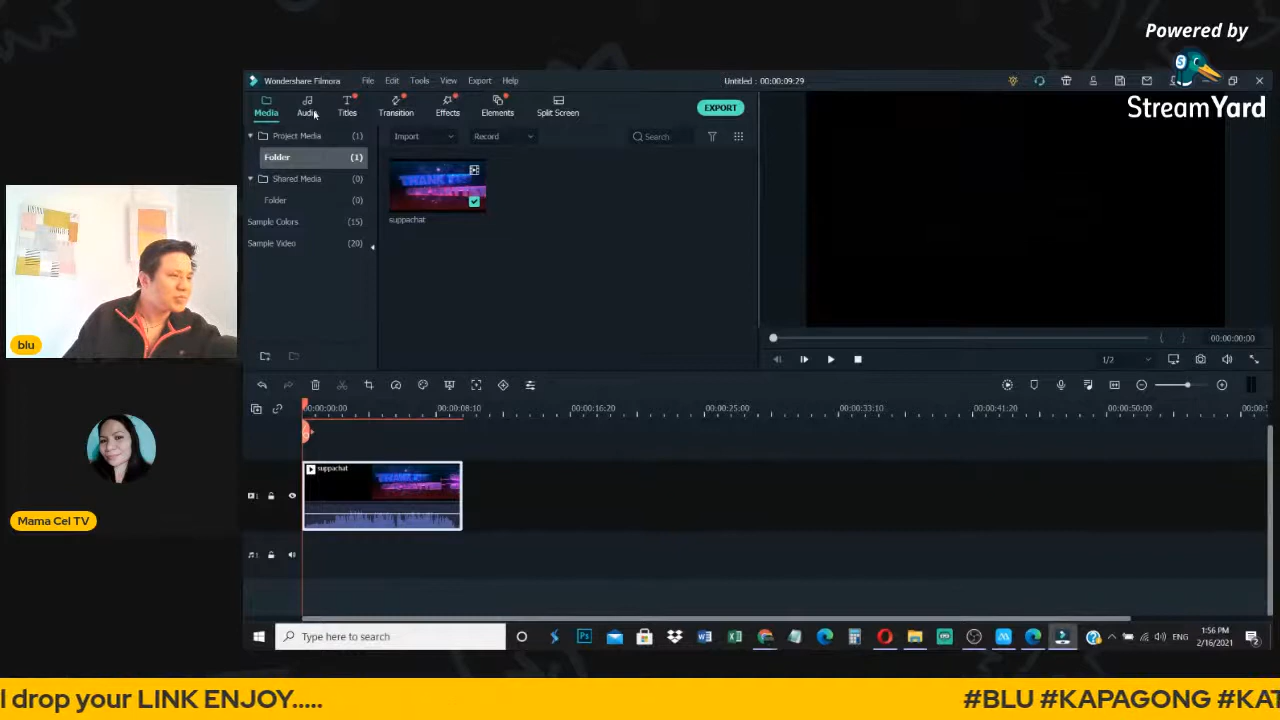 Powered by
StreamYard
Wondershare Filmora
File
Edit
Tools
View
Export
Help
Untitled : 00:00:09:29
Media
Audio
Titles
Transition
Effects
Elements
Split Screen
EXPORT
Project Media (1)
Import
Record
Search
Folder (1)
Shared Media (0)
Folder (0)
Sample Colors (15)
Sample Video (20)
THANK YOU
suppachat
00:00:00:00
1/2
00:00:00:00
00:00:08:10
00:00:16:20
00:00:25:00
00:00:33:10
00:00:41:20
00:00:50:00
suppachat
blu
Mama Cel TV
Type here to search
ENG
1:56 PM
2/16/2021
l drop your LINK ENJOY.....
#BLU #KAPAGONG #KAT